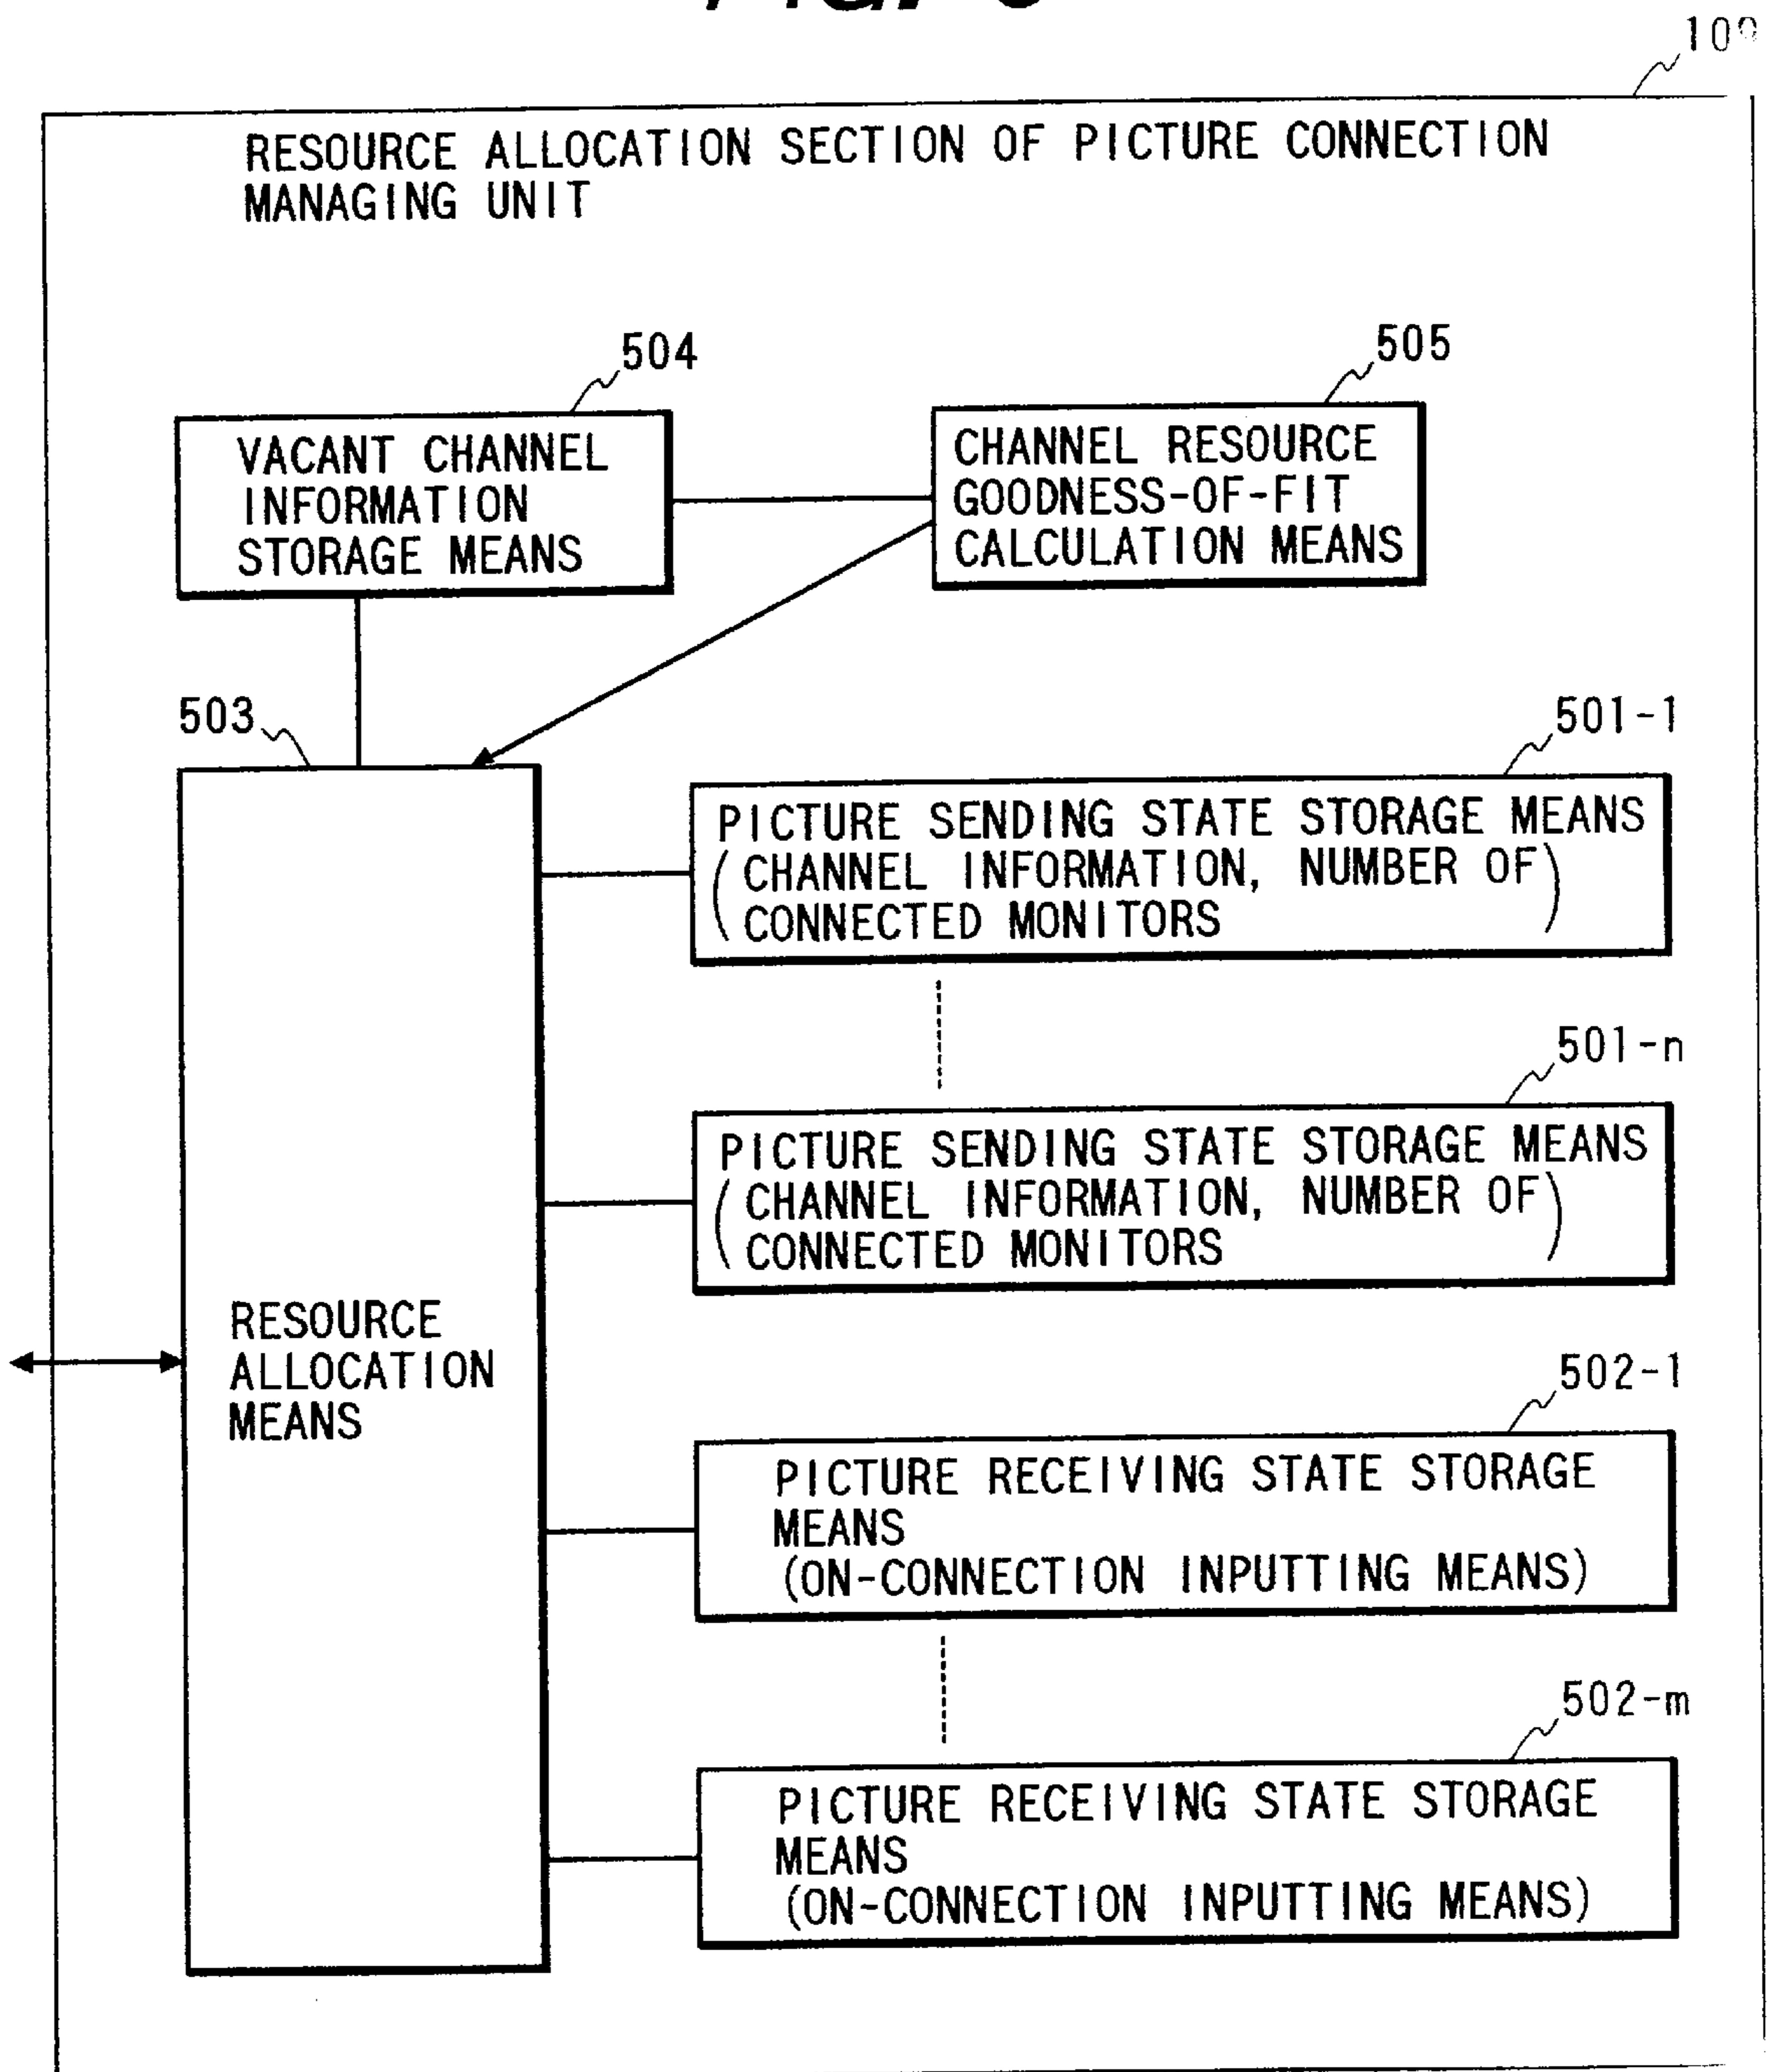 RESOURCE ALLOCATION SECTION OF PICTURE CONNECTION
MANAGING UNIT
504
505
VACANT CHANNEL
INFORMATION
STORAGE MEANS
CHANNEL RESOURCE
GOODNESS-OF-FIT
CALCULATION MEANS
503
501-1
PICTURE SENDING STATE STORAGE MEANS
(CHANNEL INFORMATION, NUMBER OF
CONNECTED MONITORS)
501-n
PICTURE SENDING STATE STORAGE MEANS
(CHANNEL INFORMATION, NUMBER OF
CONNECTED MONITORS)
RESOURCE
ALLOCATION
MEANS
502-1
PICTURE RECEIVING STATE STORAGE
MEANS
(ON-CONNECTION INPUTTING MEANS)
502-m
PICTURE RECEIVING STATE STORAGE
MEANS
(ON-CONNECTION INPUTTING MEANS)